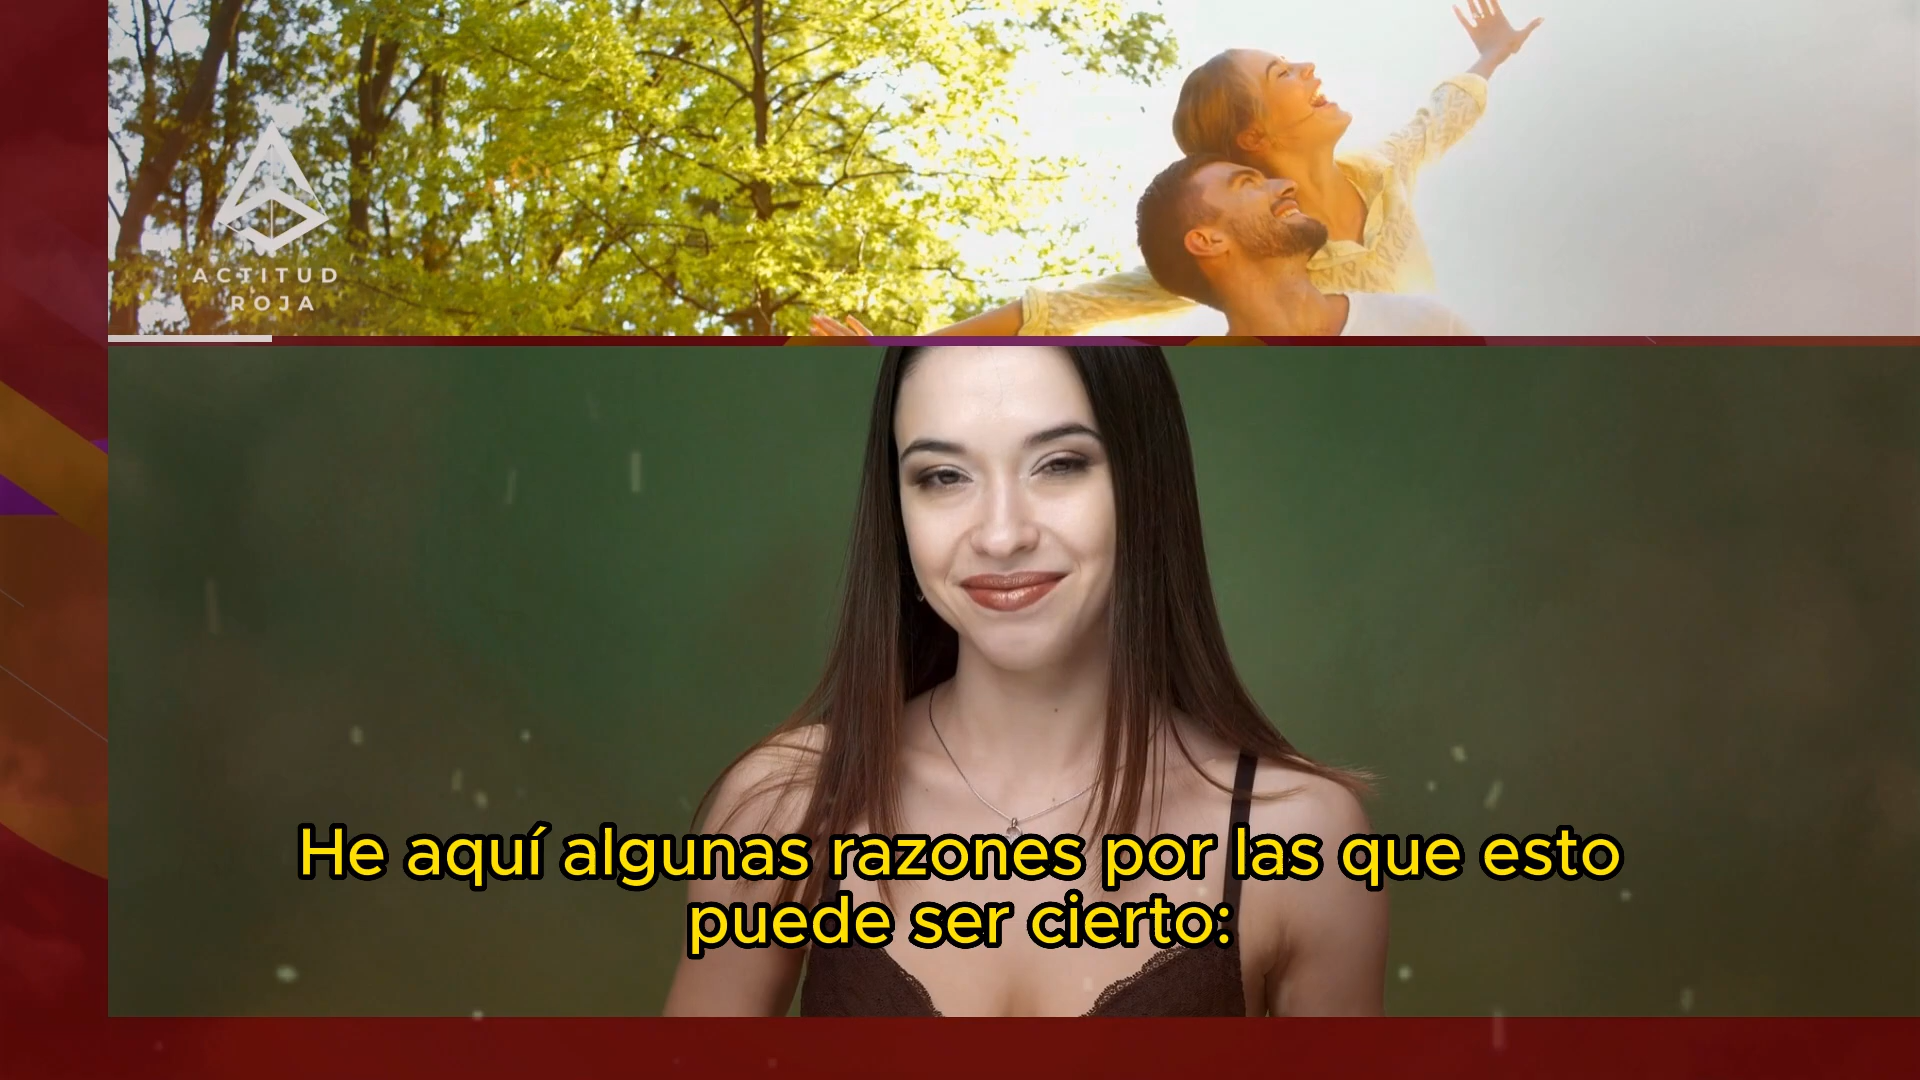 ACTITUD
ROJA
He aquí algunas razones por las que esto
puede ser cierto: